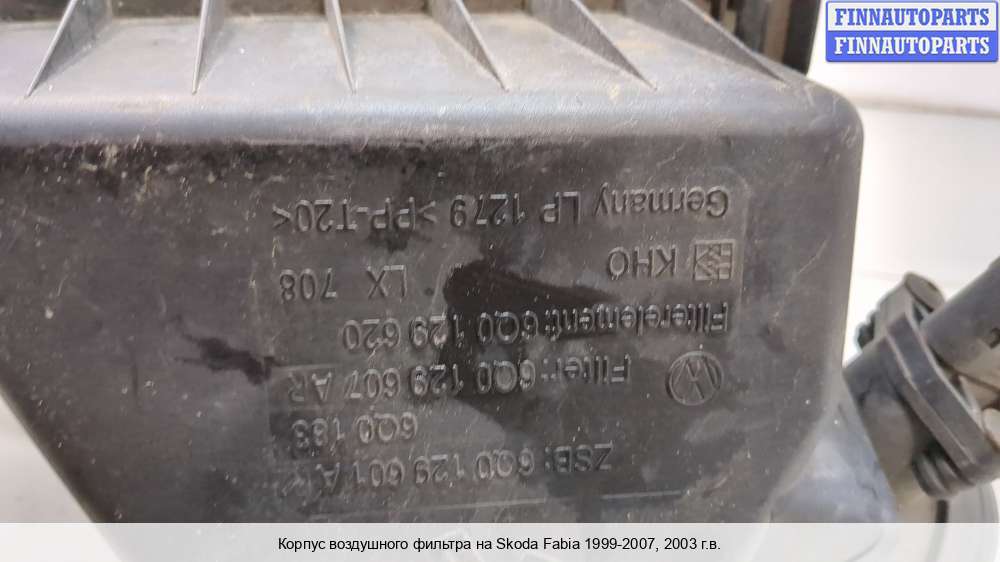 FINNAUTOPARTS
FINNAUTOPARTS
ZSB: 6Q0 129 601 A
6Q0 183
Filter: 6Q0 129 607 AR
Filterelement: 6Q0 129 620
KHÖ LX 708
Germany LP 1279 >PP-T20<
Корпус воздушного фильтра на Skoda Fabia 1999-2007, 2003 г.в.